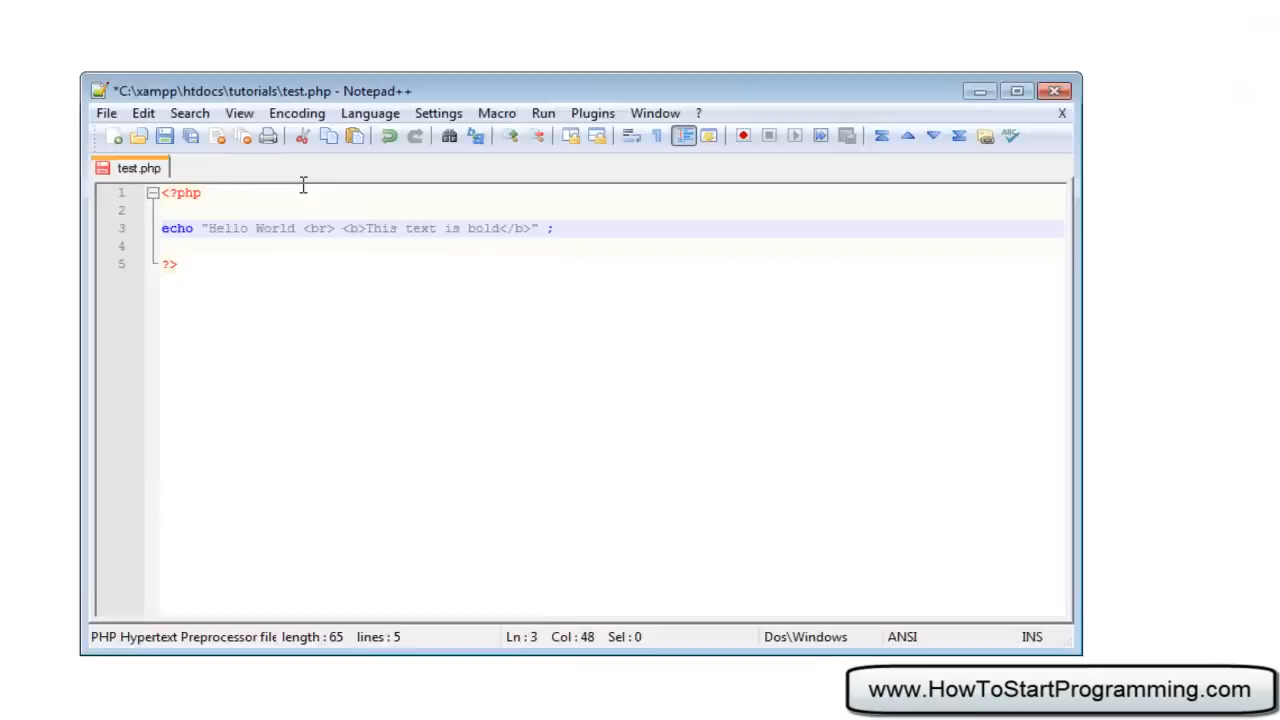 *C:\xampp\htdocs\tutorials\test.php - Notepad++
File Edit Search View Encoding Language Settings Macro Run Plugins Window ? X
test.php
1 <?php
2
3 echo "Hello World <br> <b>This text is bold</b>" ;
4
5 ?>
PHP Hypertext Preprocessor file length : 65 lines : 5 Ln : 3 Col : 48 Sel : 0 Dos\Windows ANSI INS
www.HowToStartProgramming.com